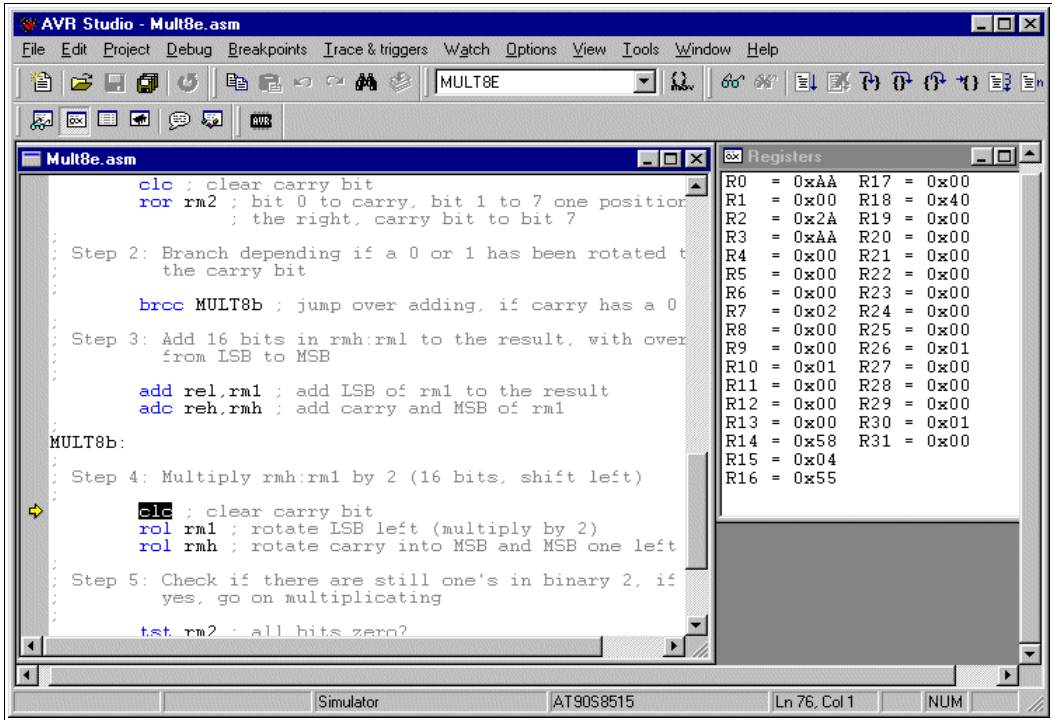 AVR Studio - Mult8e.asm
File Edit Project Debug Breakpoints Trace & triggers Watch Options View Tools Window Help
MULT8E
AVR
Mult8e.asm
clc ; clear carry bit
ror rm2 ; bit 0 to carry, bit 1 to 7 one position
; the right, carry bit to bit 7
;
; Step 2: Branch depending if a 0 or 1 has been rotated t
; the carry bit
;
brcc MULT8b ; jump over adding, if carry has a 0
;
; Step 3: Add 16 bits in rmh:rml to the result, with over
; from LSB to MSB
;
add rel,rm1 ; add LSB of rm1 to the result
adc reh,rmh ; add carry and MSB of rm1
;
MULT8b:
;
; Step 4: Multiply rmh:rm1 by 2 (16 bits, shift left)
;
clc ; clear carry bit
rol rm1 ; rotate LSB left (multiply by 2)
rol rmh ; rotate carry into MSB and MSB one left
;
; Step 5: Check if there are still one's in binary 2, if
; yes, go on multiplicating
;
tst rm2 ; all bits zero?
Registers
R0 = 0xAA R17 = 0x00
R1 = 0x00 R18 = 0x40
R2 = 0x2A R19 = 0x00
R3 = 0xAA R20 = 0x00
R4 = 0x00 R21 = 0x00
R5 = 0x00 R22 = 0x00
R6 = 0x00 R23 = 0x00
R7 = 0x02 R24 = 0x00
R8 = 0x00 R25 = 0x00
R9 = 0x00 R26 = 0x01
R10 = 0x01 R27 = 0x00
R11 = 0x00 R28 = 0x00
R12 = 0x00 R29 = 0x00
R13 = 0x00 R30 = 0x01
R14 = 0x58 R31 = 0x00
R15 = 0x04
R16 = 0x55
Simulator AT90S8515 Ln 76, Col 1 NUM